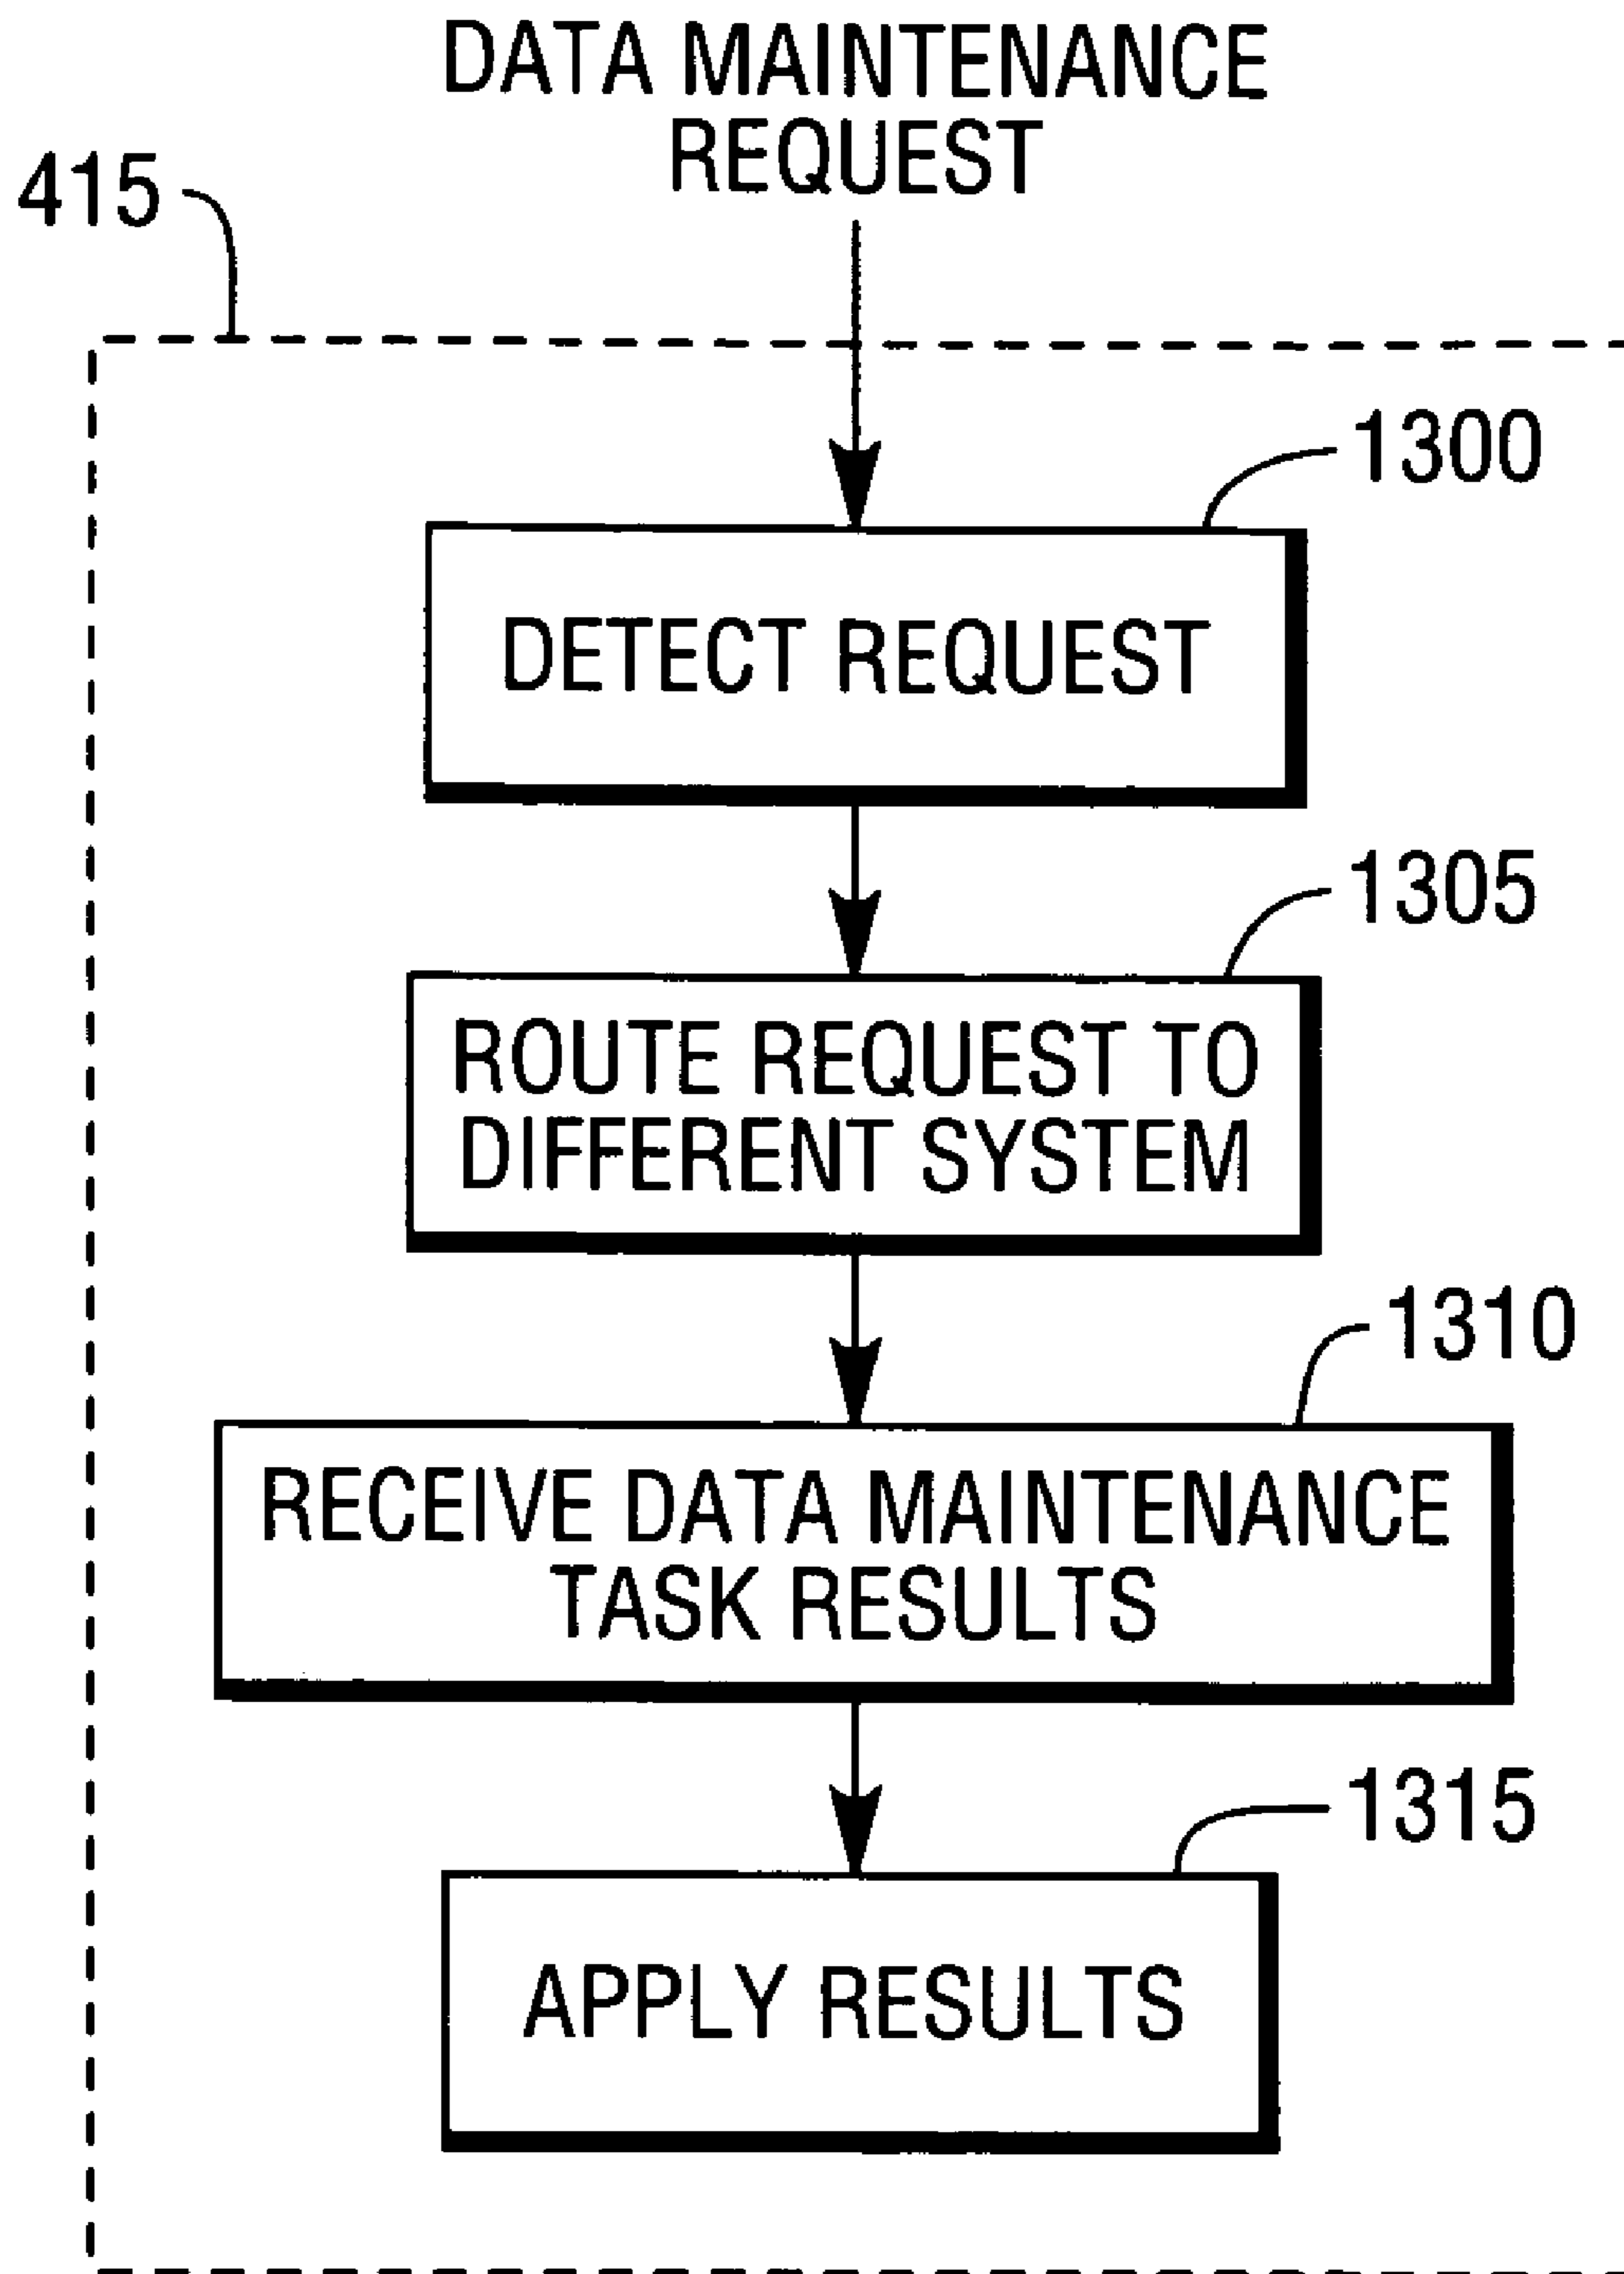 DATA MAINTENANCE
REQUEST
415
1300
DETECT REQUEST
1305
ROUTE REQUEST TO
DIFFERENT SYSTEM
1310
RECEIVE DATA MAINTENANCE
TASK RESULTS
1315
APPLY RESULTS